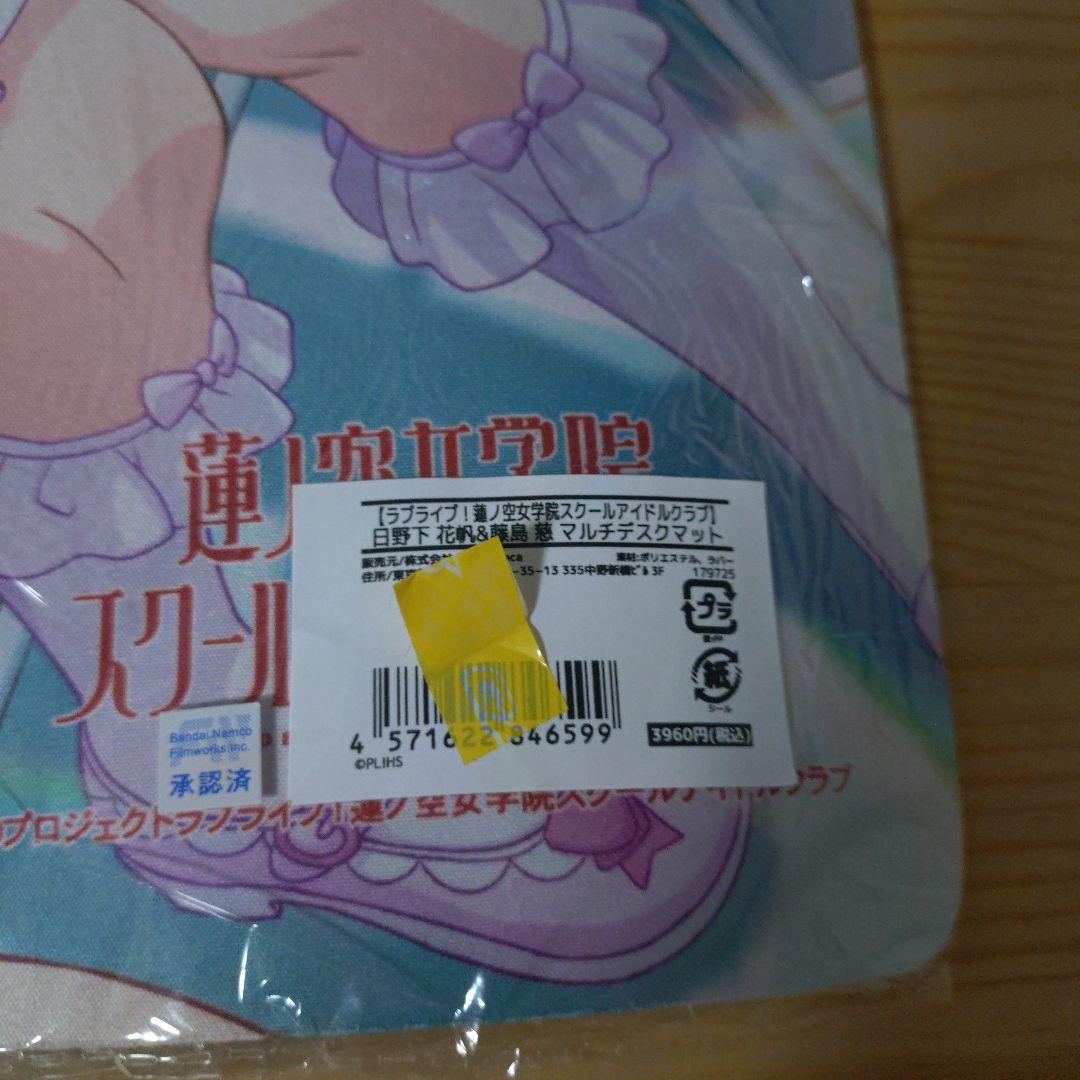 蓮ノ空女学院
スクール
【ラブライブ！蓮ノ空女学院スクールアイドルクラブ】
日野下 花帆&藤島 慈 マルチデスクマット
販売元/株式会社 ca 素材:ポリエステル、ラバー
住所/東京 -35-13 335中野新橋ﾋﾞﾙ 3F 179725
プラ
紙
シール
4 571622 846599
3960円(税込)
©PL!HS
Bandai Namco
Filmworks Inc.
承認済
プロジェクトラブライブ！蓮ノ空女学院スクールアイドルクラブ